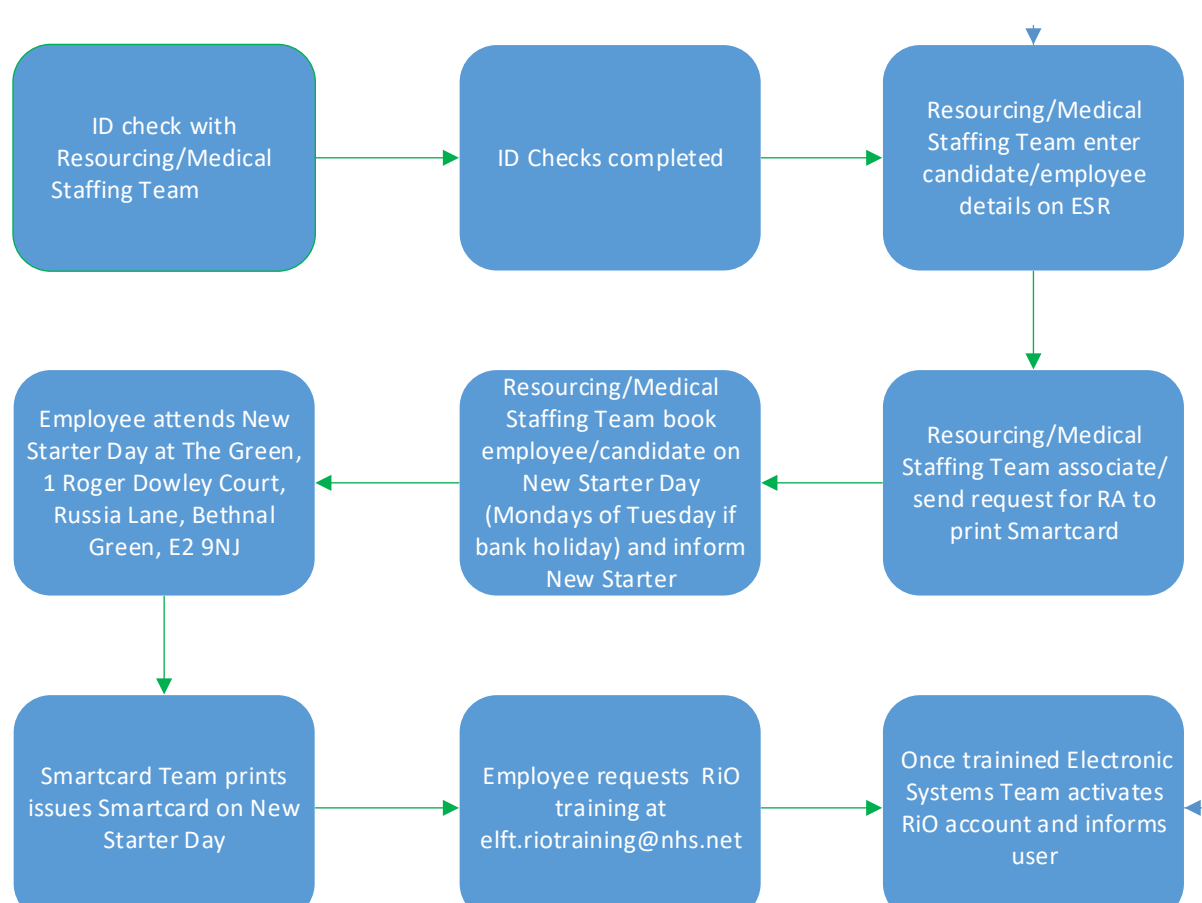 ID check with
Resourcing/Medical
Staffing Team
ID Checks completed
Resourcing/Medical
Staffing Team enter
candidate/employee
details on ESR
Employee attends New
Starter Day at The Green,
1 Roger Dowley Court,
Russia Lane, Bethnal
Green, E2 9NJ
Resourcing/Medical
Staffing Team book
employee/candidate on
New Starter Day
(Mondays of Tuesday if
bank holiday) and inform
New Starter
Resourcing/Medical
Staffing Team associate/
send request for RA to
print Smartcard
Smartcard Team prints
issues Smartcard on New
Starter Day
Employee requests RiO
training at
elft.riotraining@nhs.net
Once trainined Electronic
Systems Team activates
RiO account and informs
user